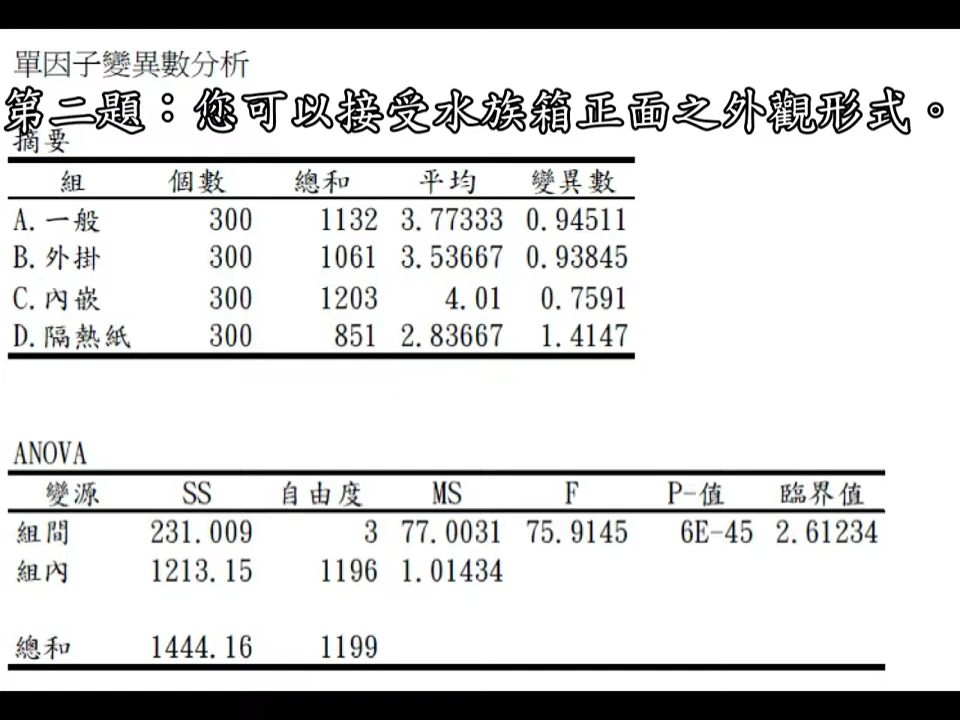 單因子變異數分析
第二題：您可以接受水族箱正面之外觀形式。
摘要
組 個數 總和 平均 變異數
A.一般 300 1132 3.77333 0.94511
B.外掛 300 1061 3.53667 0.93845
C.內嵌 300 1203 4.01 0.7591
D.隔熱紙 300 851 2.83667 1.4147
ANOVA
變源 SS 自由度 MS F P-值 臨界值
組間 231.009 3 77.0031 75.9145 6E-45 2.61234
組內 1213.15 1196 1.01434
總和 1444.16 1199